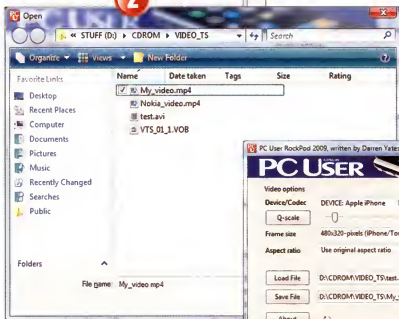 2
Open
« STUFF (D:) ▸ CDROM ▸ VIDEO_TS
Search
Organize Views New Folder
Favorite Links
Desktop
Recent Places
Computer
Documents
Pictures
Music
Recently Changed
Searches
Public
Folders
Name Date taken Tags Size Rating
My_video.mp4
Nokia_video.mp4
test.avi
VTS_01_1.VOB
File name: My_video mp4
PC User RockPod 2009, written by Darren Yates
PC USER
Video options
Device/Codec DEVICE: Apple iPhone
Q-scale
Frame size 480x320-pixels (iPhone/Tou
Aspect ratio Use original aspect ratio
Load File D:\CDROM\VIDEO_TS\test.
Save File D:\CDROM\VIDEO_TS\My_
About